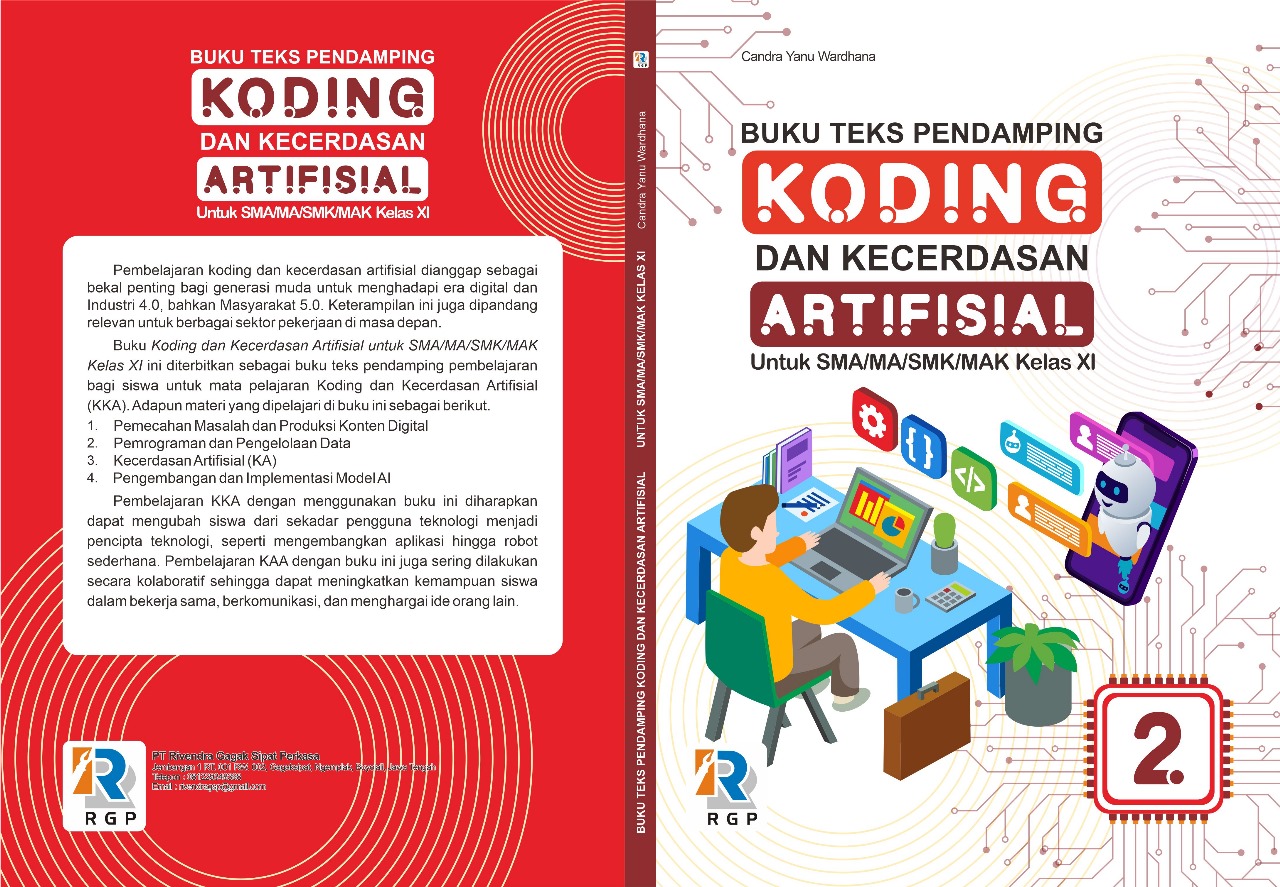 BUKU TEKS PENDAMPING
KODING
DAN KECERDASAN
ARTIFISIAL
Untuk SMA/MA/SMK/MAK Kelas XI
Pembelajaran koding dan kecerdasan artifisial dianggap sebagai
bekal penting bagi generasi muda untuk menghadapi era digital dan
Industri 4.0, bahkan Masyarakat 5.0. Keterampilan ini juga dipandang
relevan untuk berbagai sektor pekerjaan di masa depan.
Buku Koding dan Kecerdasan Artifisial untuk SMA/MA/SMK/MAK
Kelas XI ini diterbitkan sebagai buku teks pendamping pembelajaran
bagi siswa untuk mata pelajaran Koding dan Kecerdasan Artifisial
(KKA). Adapun materi yang dipelajari di buku ini sebagai berikut.
1. Pemecahan Masalah dan Produksi Konten Digital
2. Pemrograman dan Pengelolaan Data
3. Kecerdasan Artifisial (KA)
4. Pengembangan dan Implementasi Model AI
Pembelajaran KKA dengan menggunakan buku ini diharapkan
dapat mengubah siswa dari sekadar pengguna teknologi menjadi
pencipta teknologi, seperti mengembangkan aplikasi hingga robot
sederhana. Pembelajaran KAA dengan buku ini juga sering dilakukan
secara kolaboratif sehingga dapat meningkatkan kemampuan siswa
dalam bekerja sama, berkomunikasi, dan menghargai ide orang lain.
RGP
PT Rivendra Gagak Sipat Perkasa
Telepon :
Email : rivendragsp@gmail.com
Candra Yanu Wardhana
UNTUK SMA/MA/SMK/MAK KELAS XI
BUKU TEKS PENDAMPING KODING DAN KECERDASAN ARTIFISIAL
Candra Yanu Wardhana
BUKU TEKS PENDAMPING
KODING
DAN KECERDASAN
ARTIFISIAL
Untuk SMA/MA/SMK/MAK Kelas XI
{ }
</>
2.
RGP